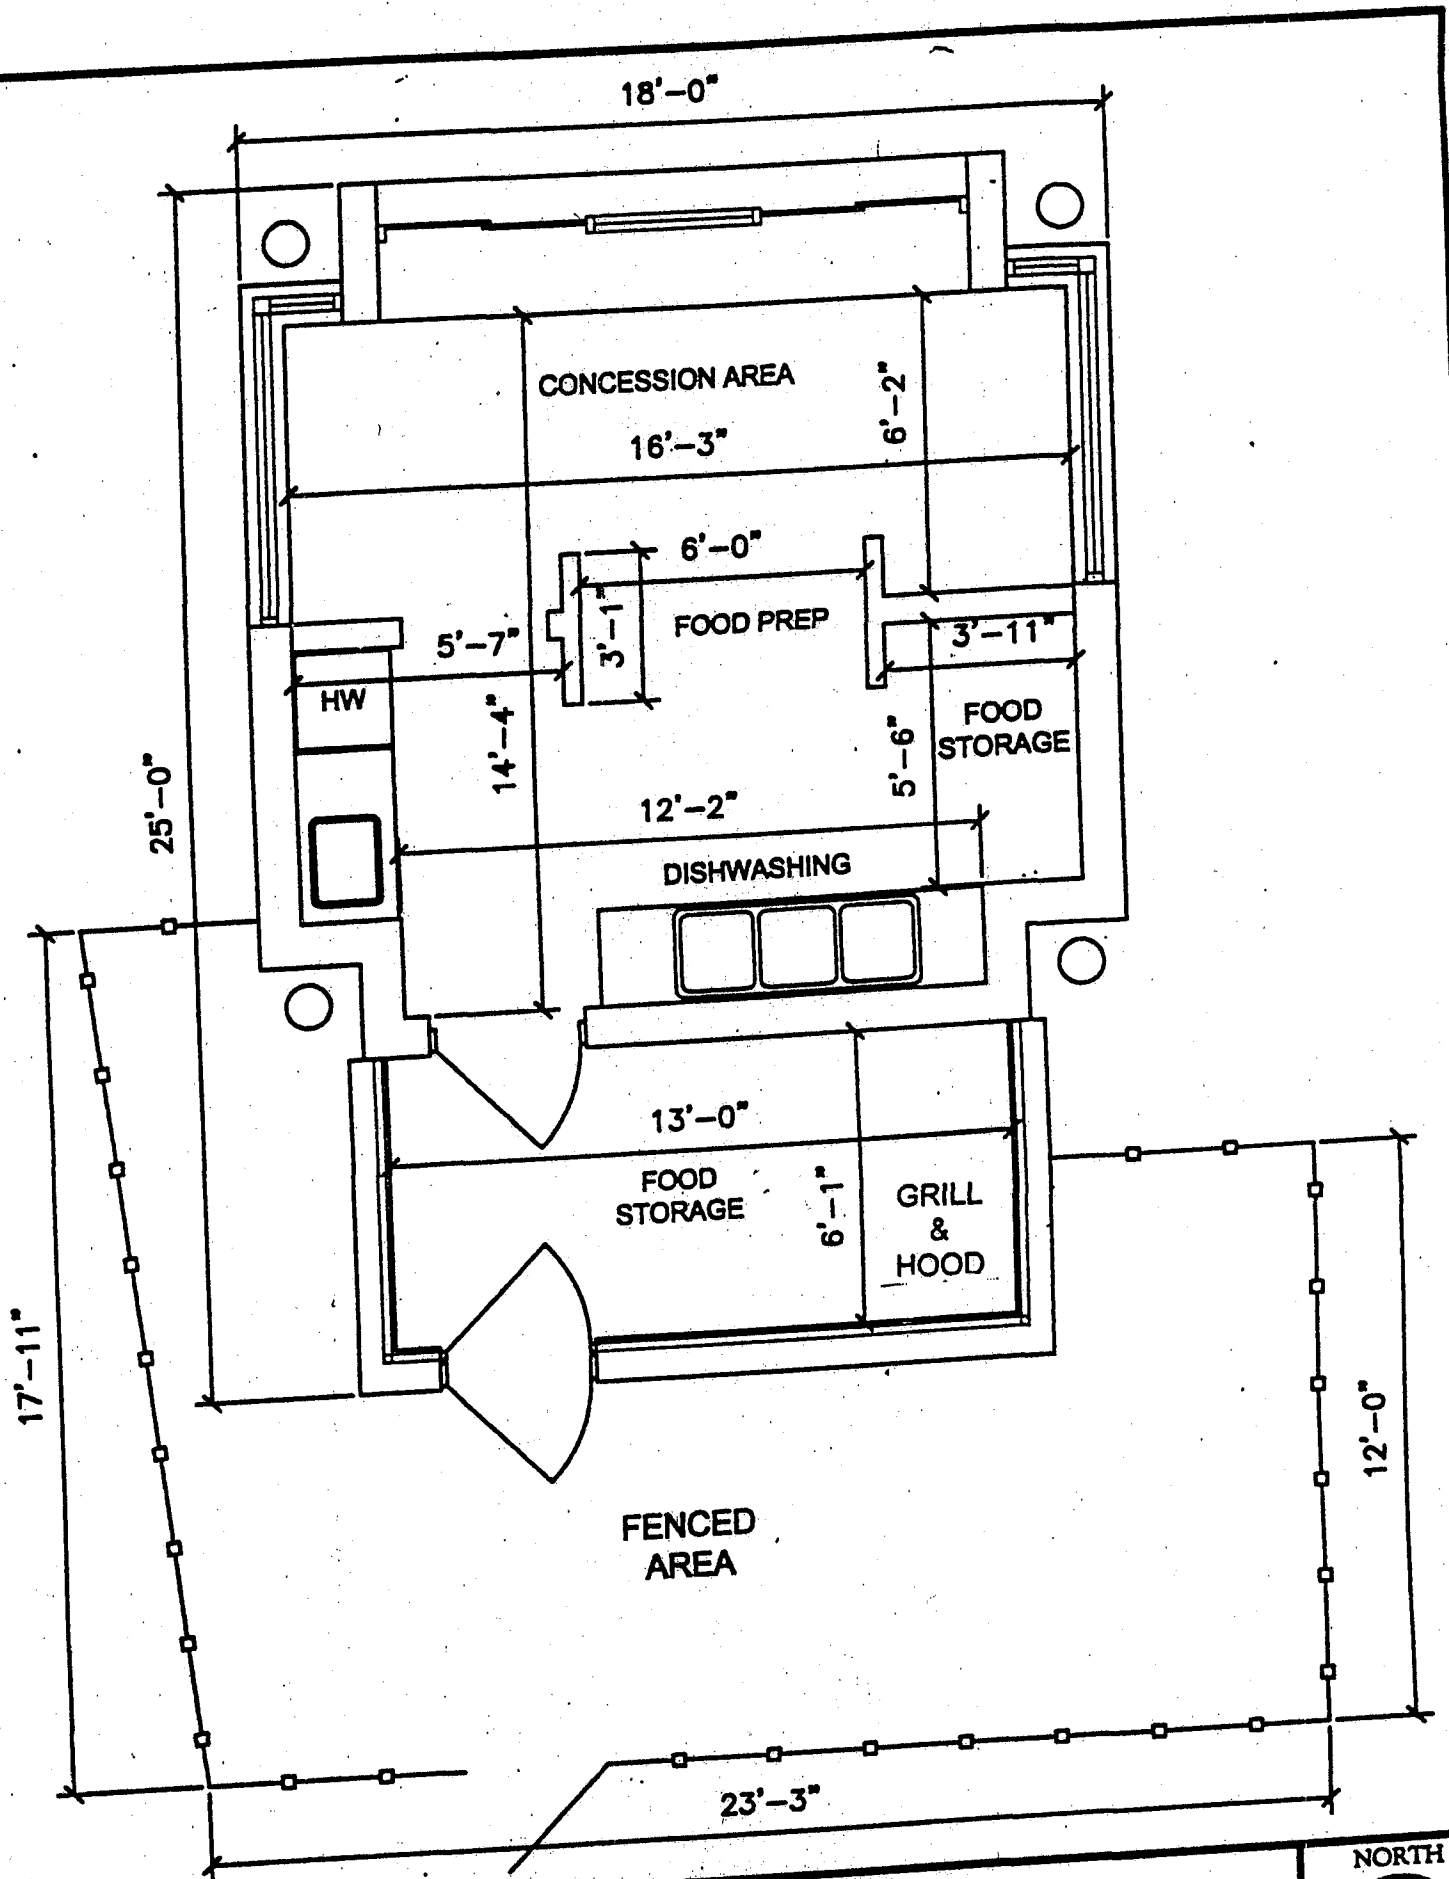 18'-0"
CONCESSION AREA
6'-2"
16'-3"
6'-0"
3'-1"
FOOD PREP
5'-7"
3'-11"
HW
14'-4"
FOOD
STORAGE
5'-6"
25'-0"
12'-2"
DISHWASHING
13'-0"
FOOD
STORAGE
6'-1"
GRILL
&
HOOD
17'-11"
12'-0"
FENCED
AREA
23'-3"
NORTH